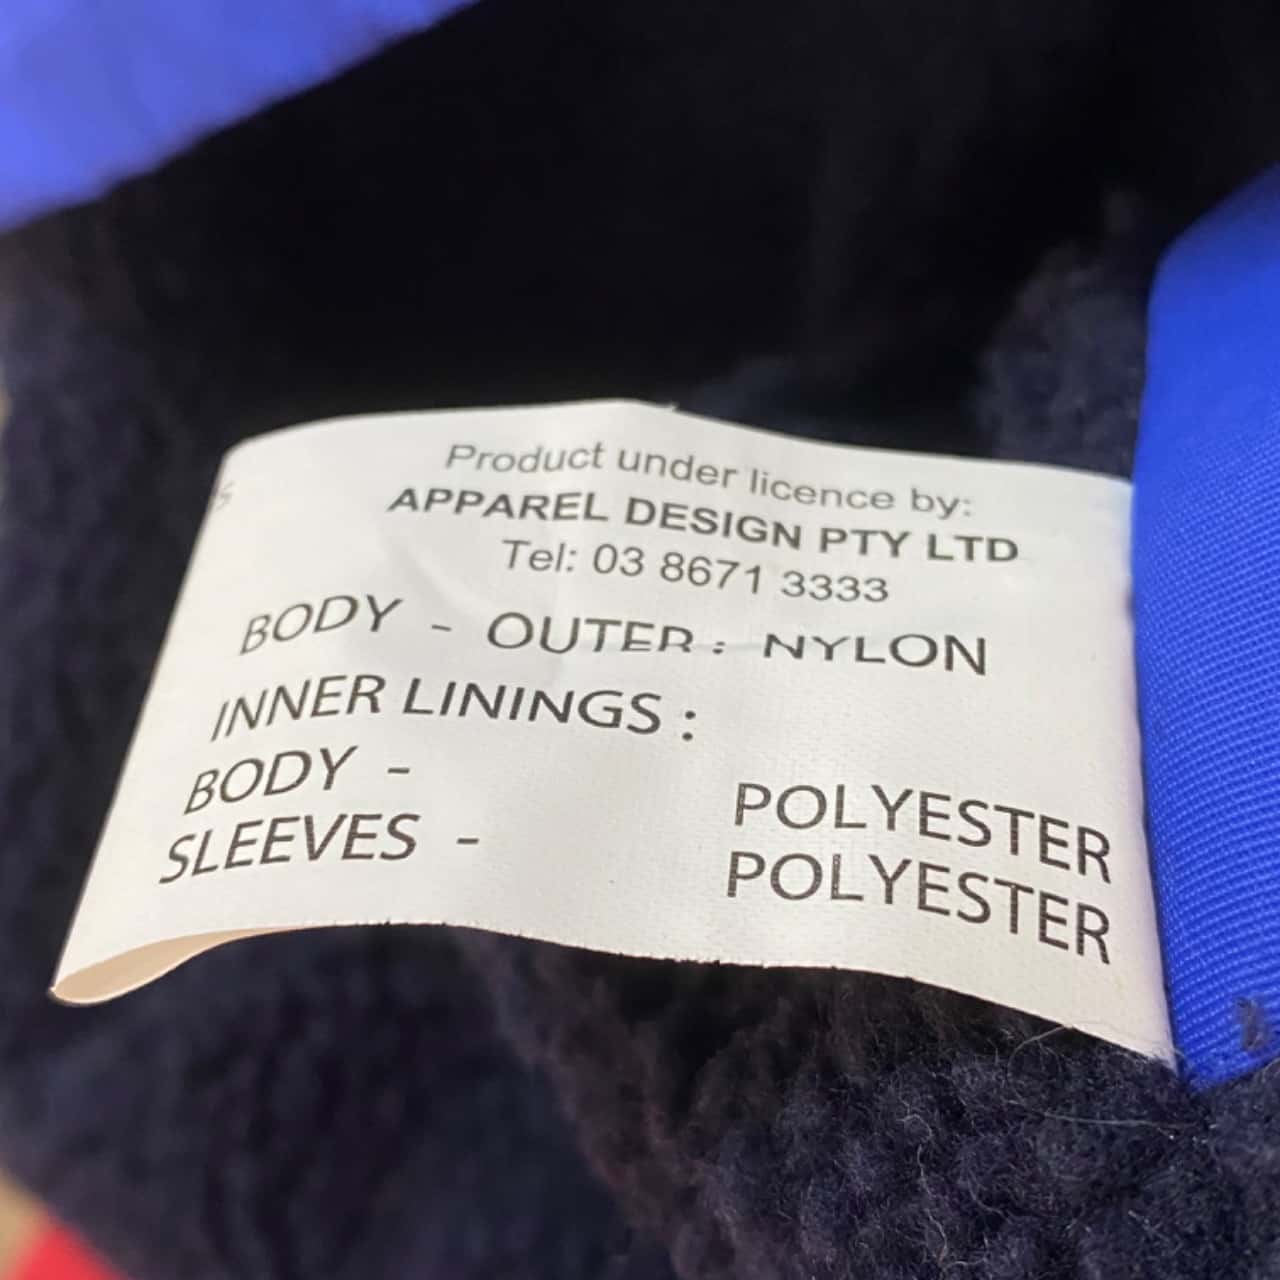 Product under licence by:
APPAREL DESIGN PTY LTD
Tel: 03 8671 3333
BODY - OUTER : NYLON
INNER LININGS :
BODY - POLYESTER
SLEEVES - POLYESTER